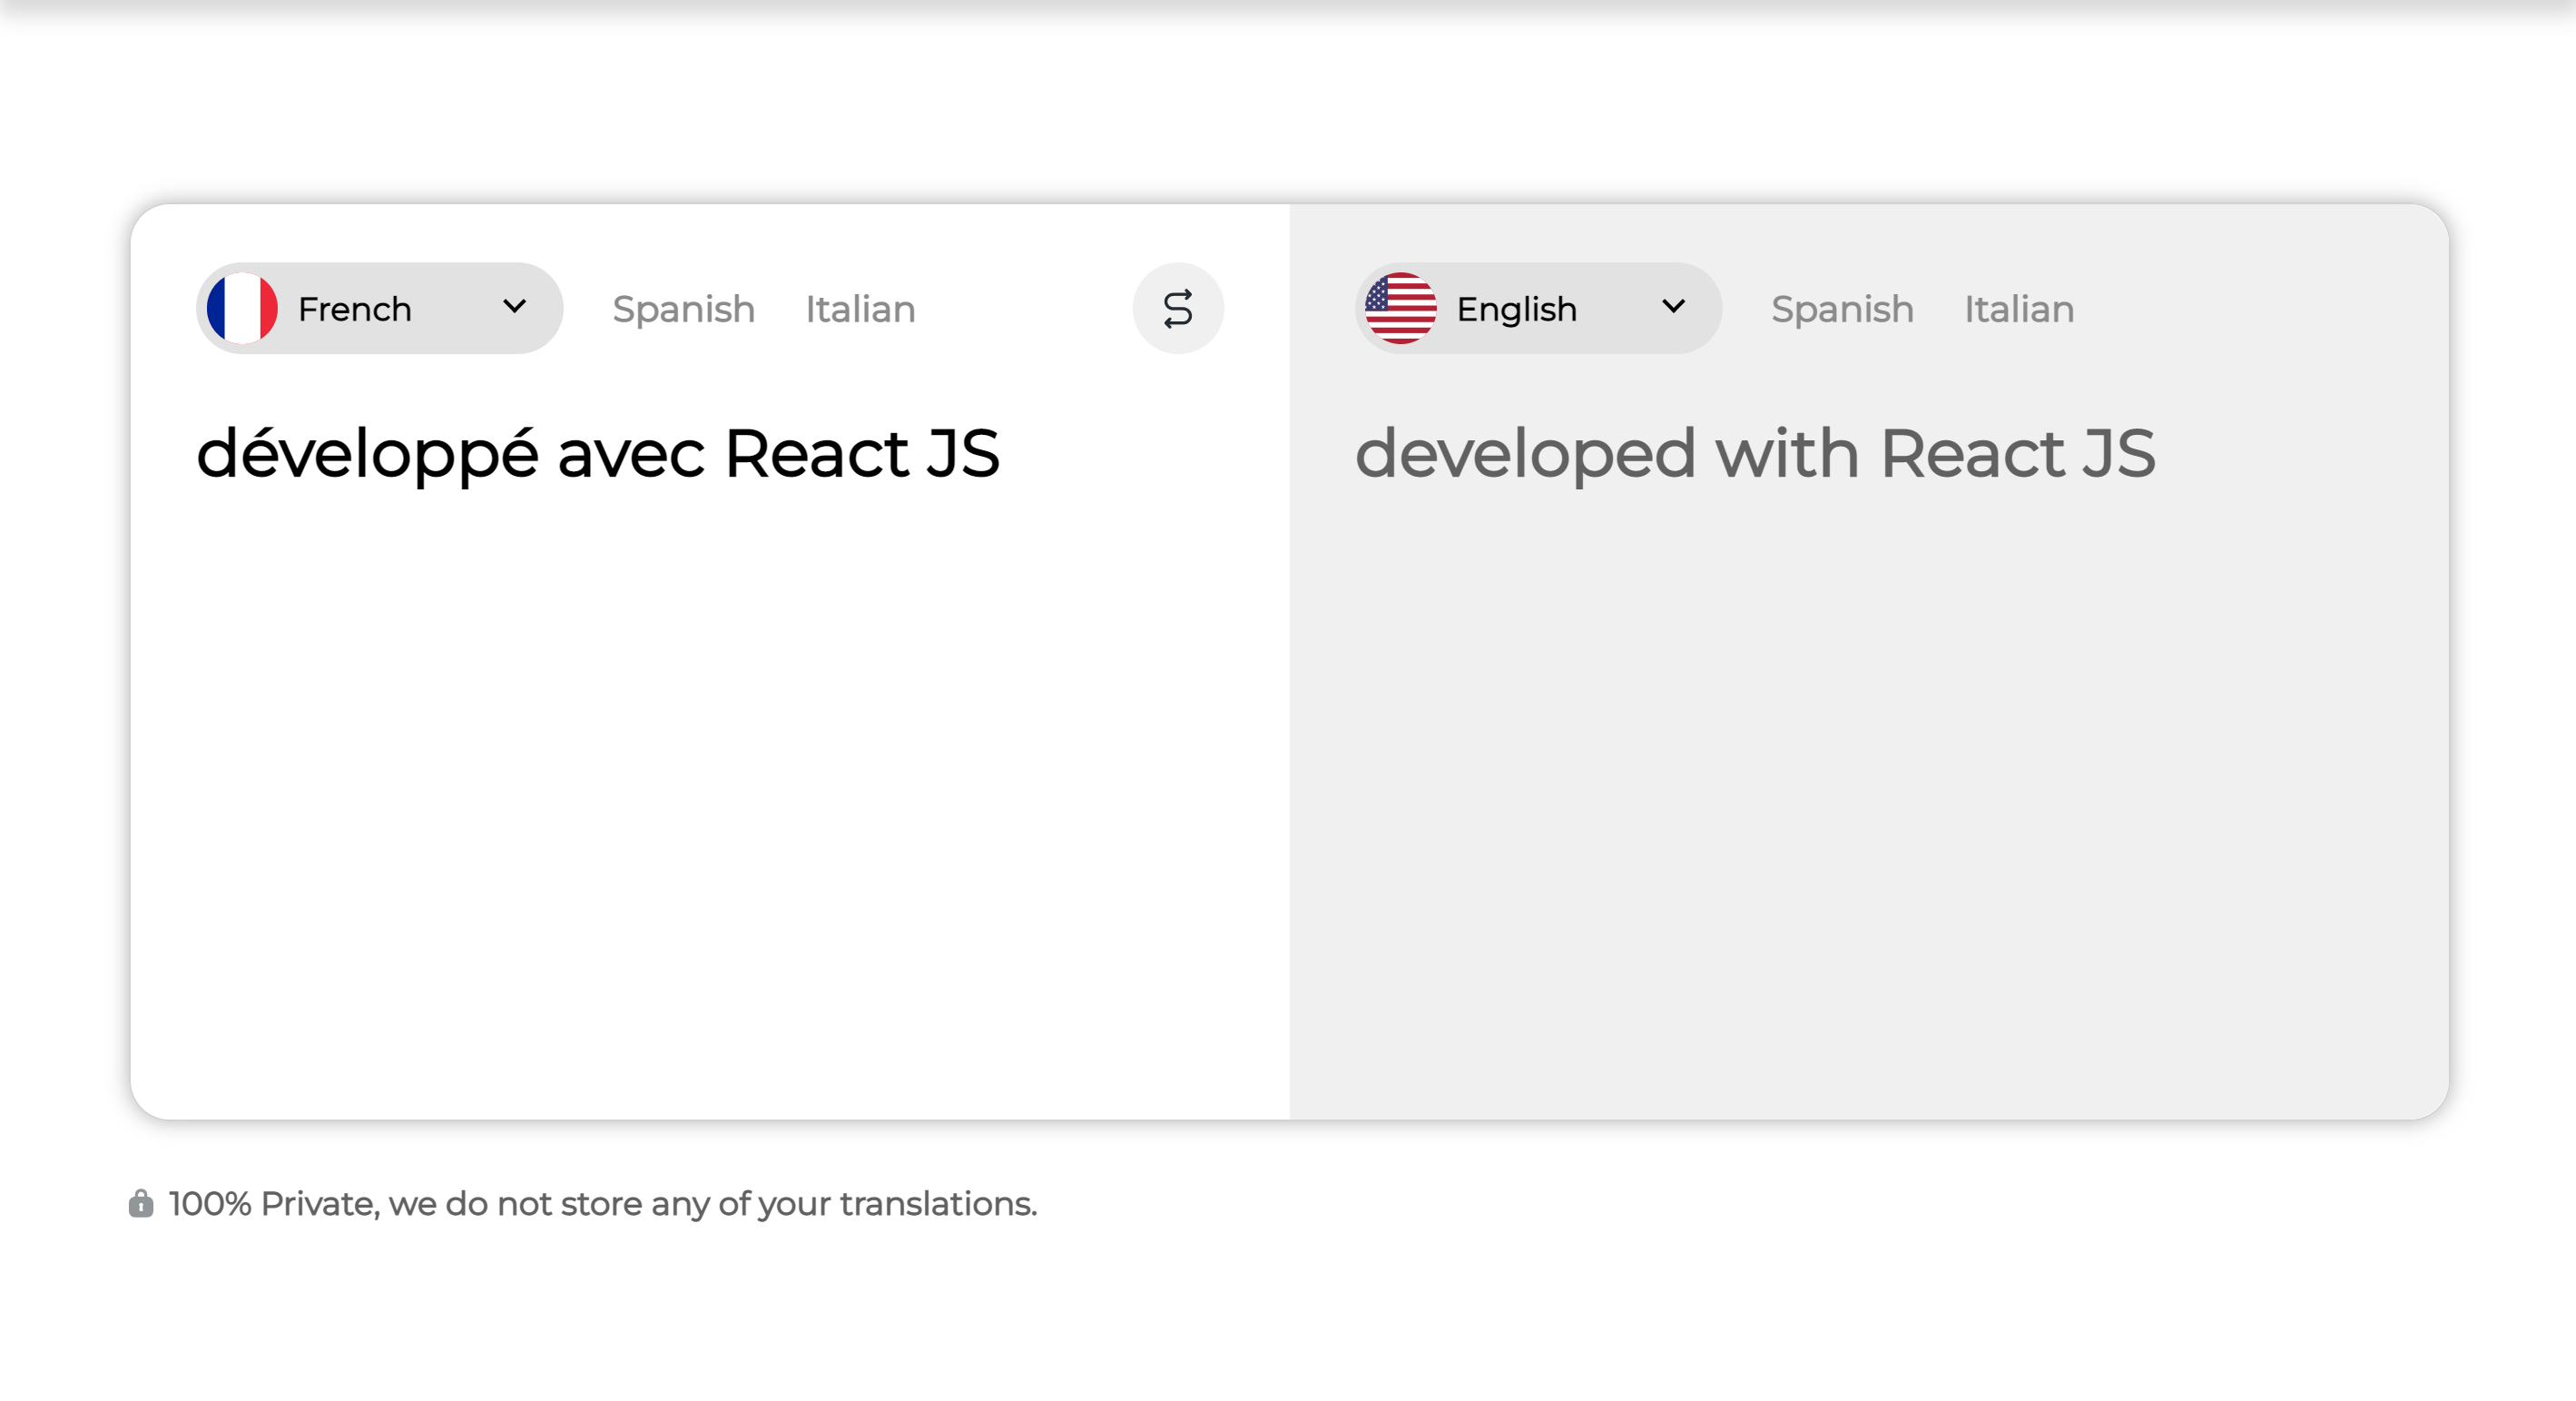 French Spanish Italian
développé avec React JS
English Spanish Italian
developed with React JS
100% Private, we do not store any of your translations.